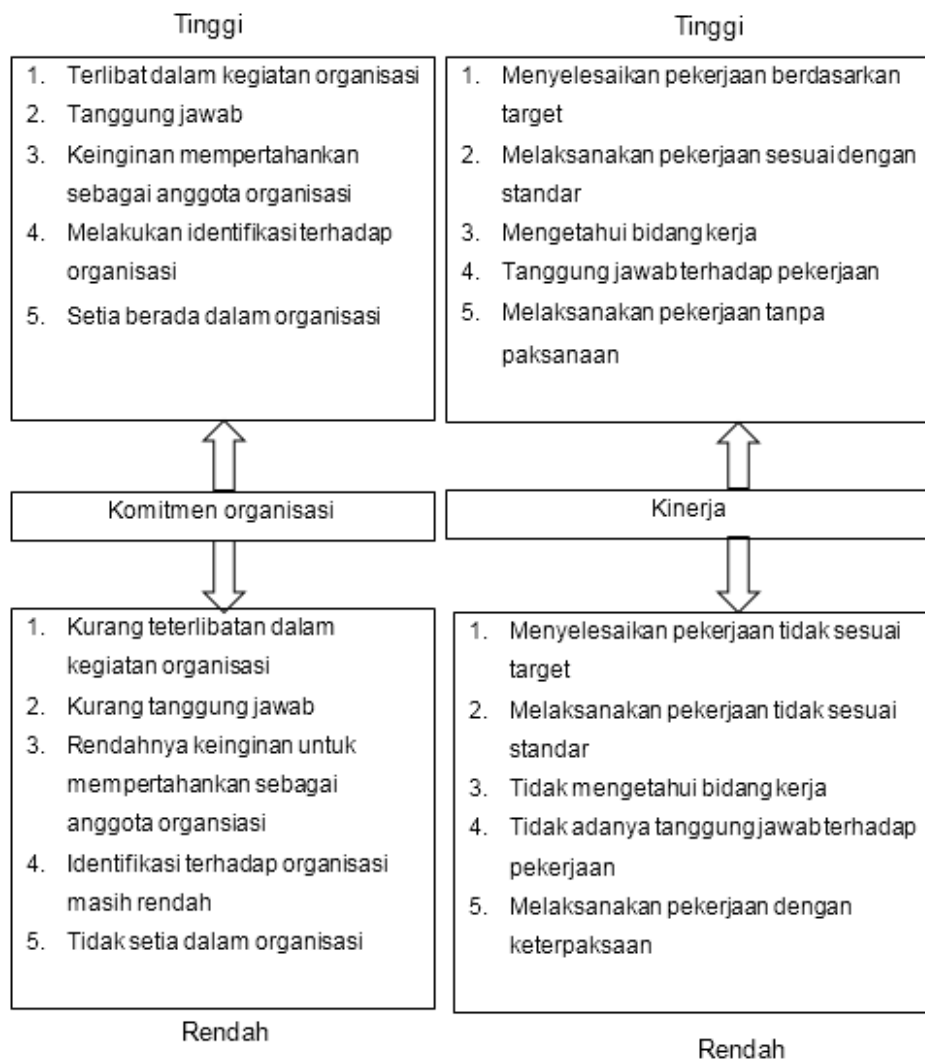 Tinggi
1. Terlibat dalam kegiatan organisasi
2. Tanggung jawab
3. Keinginan mempertahankan
sebagai anggota organisasi
4. Melakukan identifikasi terhadap
organisasi
5. Setia berada dalam organisasi
Tinggi
1. Menyelesaikan pekerjaan berdasarkan
target
2. Melaksanakan pekerjaan sesuai dengan
standar
3. Mengetahui bidang kerja
4. Tanggung jawab terhadap pekerjaan
5. Melaksanakan pekerjaan tanpa
paksanaan
Komitmen organisasi
Kinerja
1. Kurang teterlibatan dalam
kegiatan organisasi
2. Kurang tanggung jawab
3. Rendahnya keinginan untuk
mempertahankan sebagai
anggota organsiasi
4. Identifikasi terhadap organisasi
masih rendah
5. Tidak setia dalam organisasi
Rendah
1. Menyelesaikan pekerjaan tidak sesuai
target
2. Melaksanakan pekerjaan tidak sesuai
standar
3. Tidak mengetahui bidang kerja
4. Tidak adanya tanggung jawab terhadap
pekerjaan
5. Melaksanakan pekerjaan dengan
keterpaksaan
Rendah